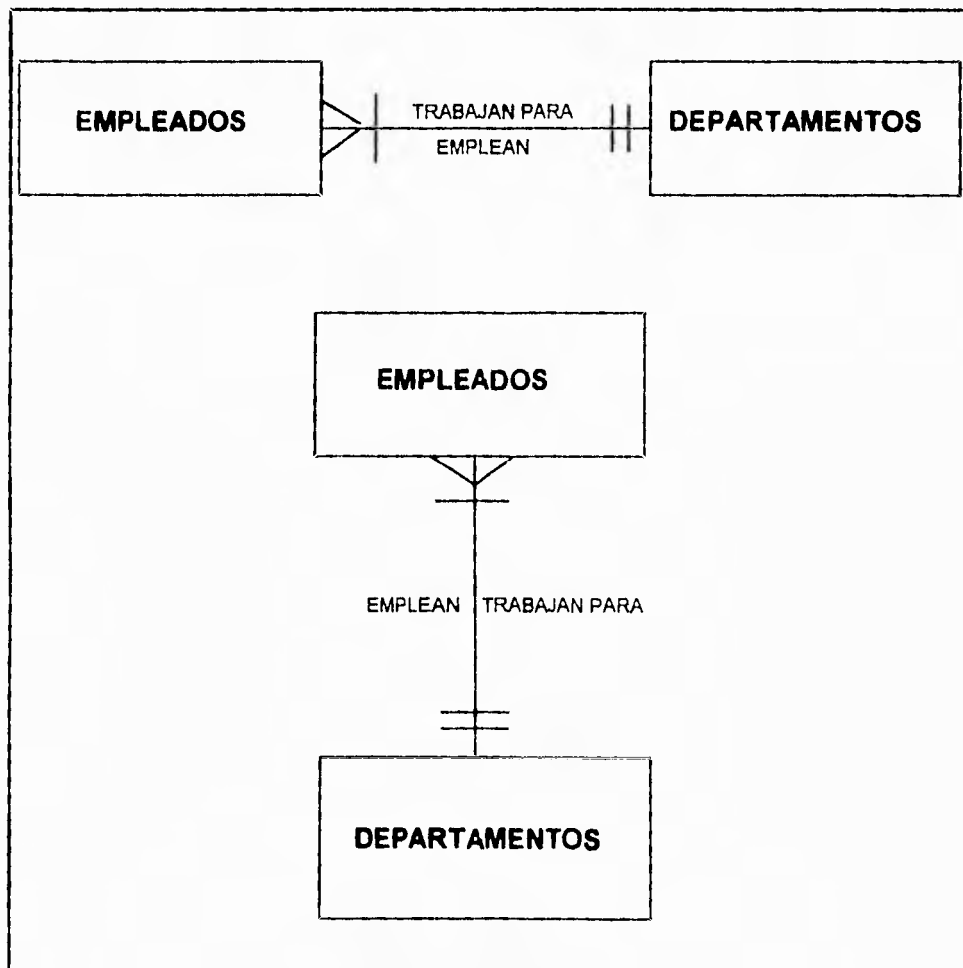 EMPLEADOS
TRABAJAN PARA
EMPLEAN
DEPARTAMENTOS
EMPLEADOS
EMPLEAN TRABAJAN PARA
DEPARTAMENTOS